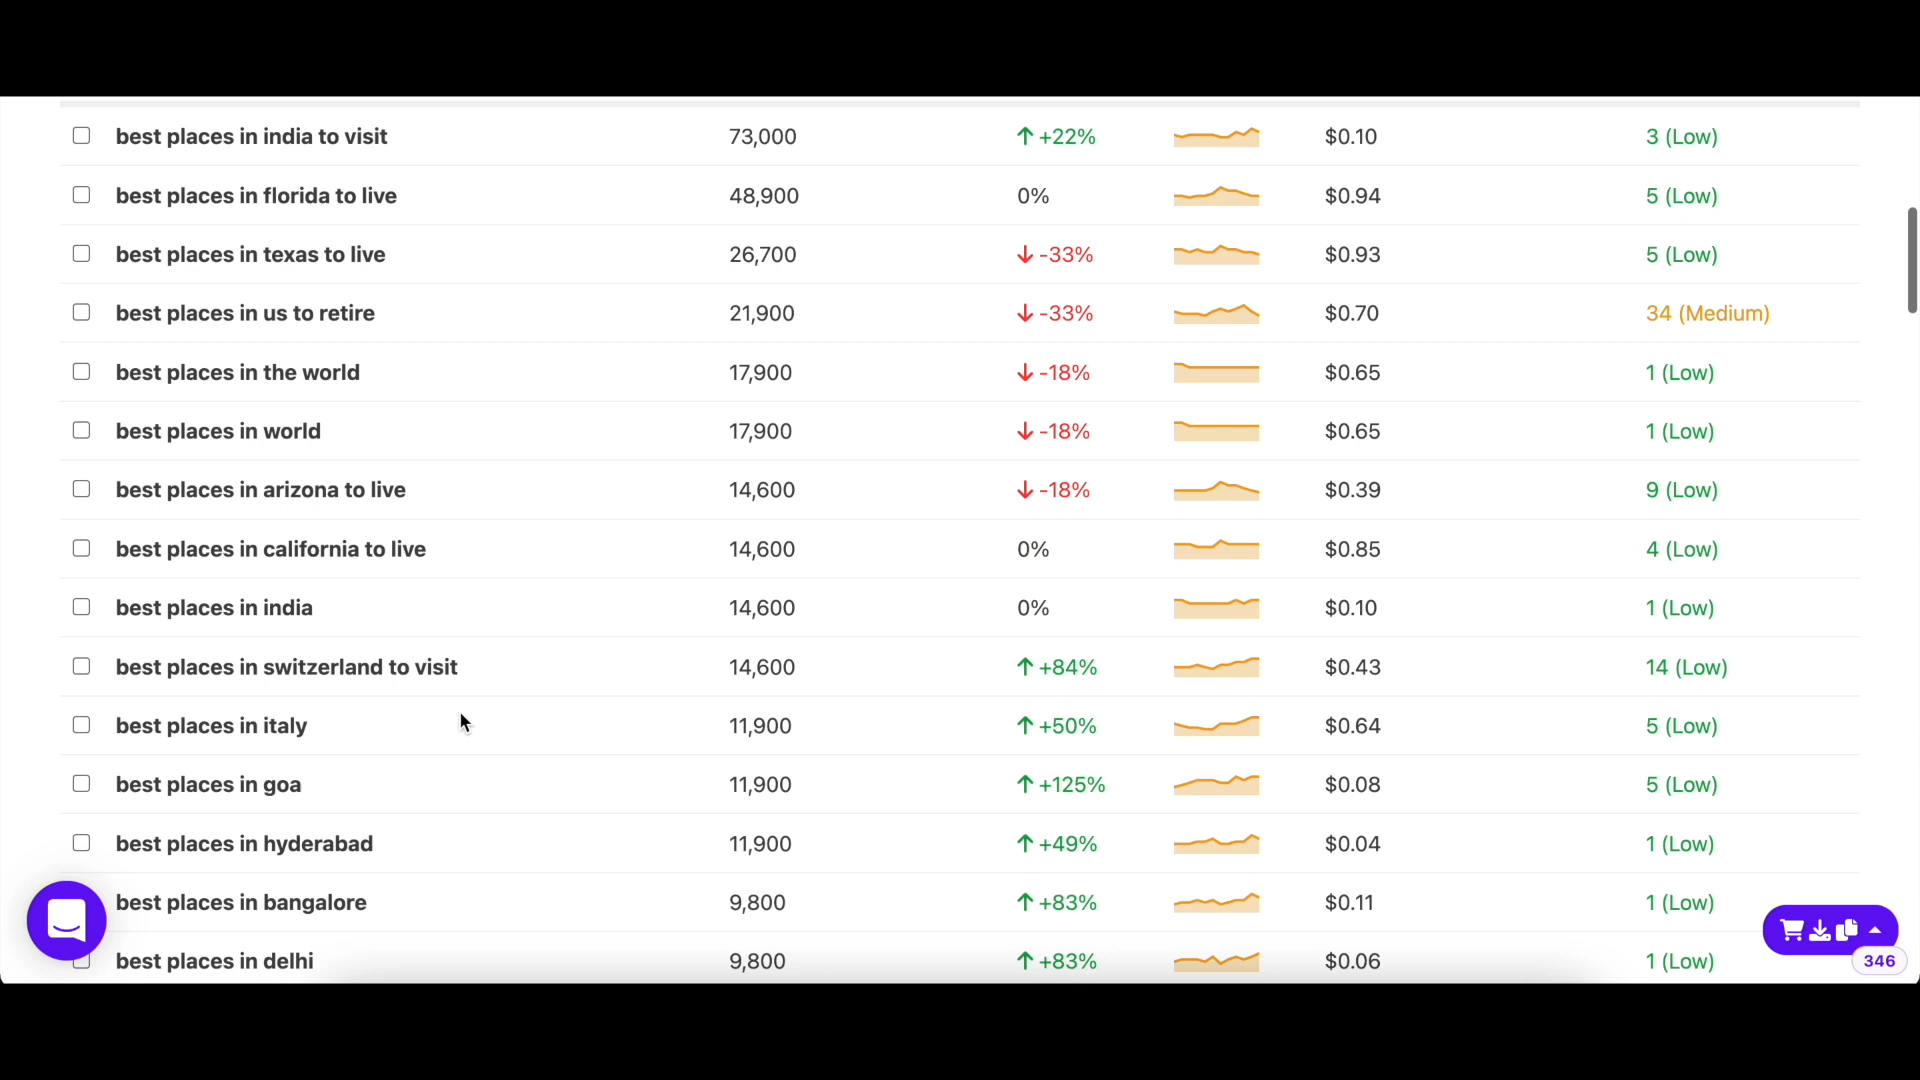 best places in india to visit 73,000 ↑ +22% $0.10 3 (Low)
best places in florida to live 48,900 0% $0.94 5 (Low)
best places in texas to live 26,700 ↓ -33% $0.93 5 (Low)
best places in us to retire 21,900 ↓ -33% $0.70 34 (Medium)
best places in the world 17,900 ↓ -18% $0.65 1 (Low)
best places in world 17,900 ↓ -18% $0.65 1 (Low)
best places in arizona to live 14,600 ↓ -18% $0.39 9 (Low)
best places in california to live 14,600 0% $0.85 4 (Low)
best places in india 14,600 0% $0.10 1 (Low)
best places in switzerland to visit 14,600 ↑ +84% $0.43 14 (Low)
best places in italy 11,900 ↑ +50% $0.64 5 (Low)
best places in goa 11,900 ↑ +125% $0.08 5 (Low)
best places in hyderabad 11,900 ↑ +49% $0.04 1 (Low)
best places in bangalore 9,800 ↑ +83% $0.11 1 (Low)
best places in delhi 9,800 ↑ +83% $0.06 1 (Low)
346